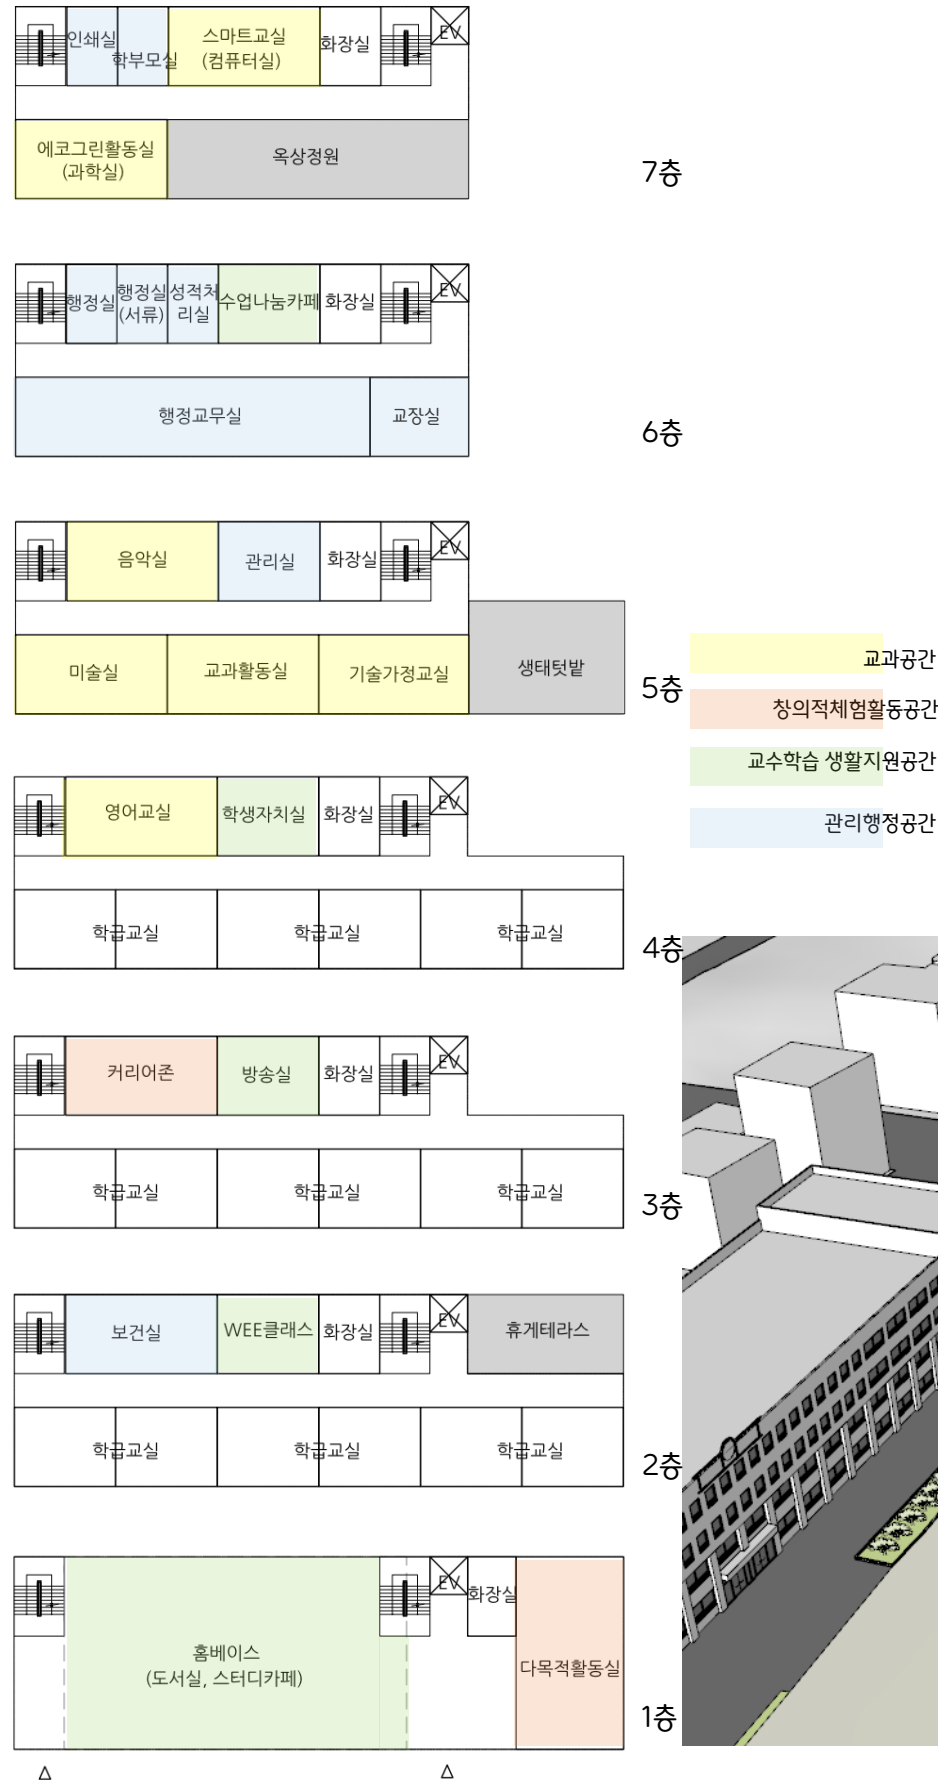 인쇄실
학부모실
스마트교실
(컴퓨터실)
화장실
EV
에코그린활동실
(과학실)
옥상정원
7층
행정실
행정실
(서류)
성적처
리실
수업나눔카페
화장실
EV
행정교무실
교장실
6층
음악실
관리실
화장실
EV
미술실
교과활동실
기술가정교실
생태텃밭
5층
교과공간
창의적체험활동공간
교수학습 생활지원공간
관리행정공간
영어교실
학생자치실
화장실
EV
학급교실
학급교실
학급교실
4층
커리어존
방송실
화장실
EV
학급교실
학급교실
학급교실
3층
보건실
WEE클래스
화장실
EV
휴게테라스
학급교실
학급교실
학급교실
2층
EV
화장실
홈베이스
(도서실, 스터디카페)
다목적활동실
1층